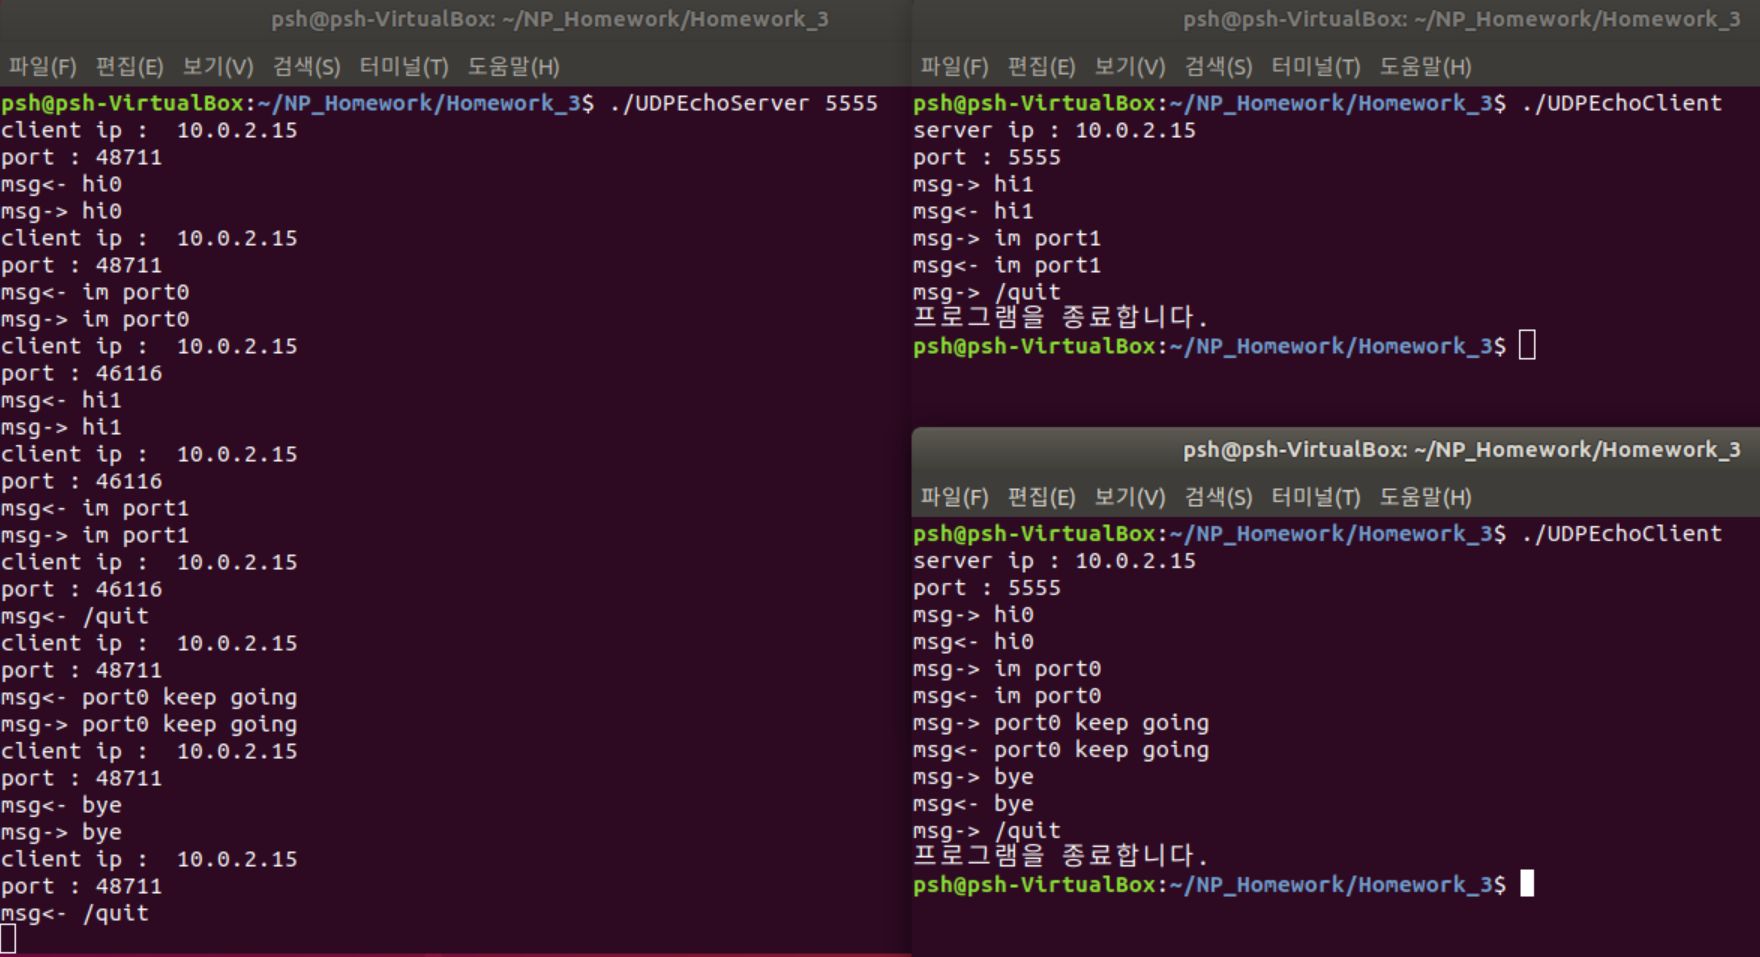 psh@psh-VirtualBox: ~/NP_Homework/Homework_3
파일(F) 편집(E) 보기(V) 검색(S) 터미널(T) 도움말(H)
psh@psh-VirtualBox:~/NP_Homework/Homework_3$ ./UDPEchoServer 5555
client ip :  10.0.2.15
port : 48711
msg<- hi0
msg-> hi0
client ip :  10.0.2.15
port : 48711
msg<- im port0
msg-> im port0
client ip :  10.0.2.15
port : 46116
msg<- hi1
msg-> hi1
client ip :  10.0.2.15
port : 46116
msg<- im port1
msg-> im port1
client ip :  10.0.2.15
port : 46116
msg<- /quit
client ip :  10.0.2.15
port : 48711
msg<- port0 keep going
msg-> port0 keep going
client ip :  10.0.2.15
port : 48711
msg<- bye
msg-> bye
client ip :  10.0.2.15
port : 48711
msg<- /quit
psh@psh-VirtualBox: ~/NP_Homework/Homework_3
파일(F) 편집(E) 보기(V) 검색(S) 터미널(T) 도움말(H)
psh@psh-VirtualBox:~/NP_Homework/Homework_3$ ./UDPEchoClient
server ip : 10.0.2.15
port : 5555
msg-> hi1
msg<- hi1
msg-> im port1
msg<- im port1
msg-> /quit
프로그램을 종료합니다.
psh@psh-VirtualBox:~/NP_Homework/Homework_3$
psh@psh-VirtualBox: ~/NP_Homework/Homework_3
파일(F) 편집(E) 보기(V) 검색(S) 터미널(T) 도움말(H)
psh@psh-VirtualBox:~/NP_Homework/Homework_3$ ./UDPEchoClient
server ip : 10.0.2.15
port : 5555
msg-> hi0
msg<- hi0
msg-> im port0
msg<- im port0
msg-> port0 keep going
msg<- port0 keep going
msg-> bye
msg<- bye
msg-> /quit
프로그램을 종료합니다.
psh@psh-VirtualBox:~/NP_Homework/Homework_3$